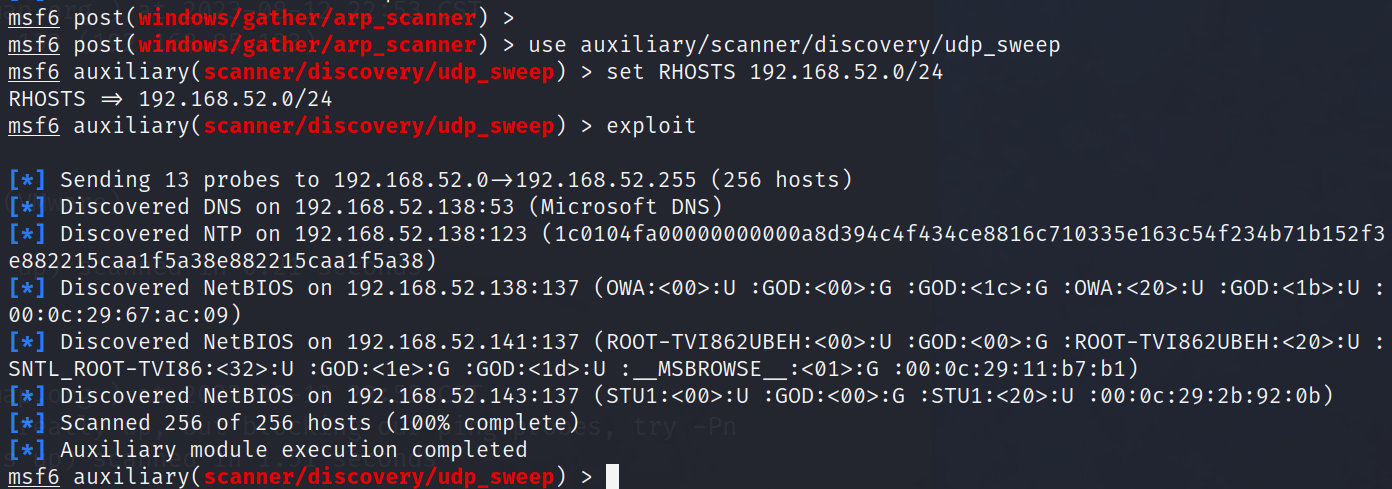 msf6 post(windows/gather/arp_scanner) >
msf6 post(windows/gather/arp_scanner) > use auxiliary/scanner/discovery/udp_sweep
msf6 auxiliary(scanner/discovery/udp_sweep) > set RHOSTS 192.168.52.0/24
RHOSTS ⇒ 192.168.52.0/24
msf6 auxiliary(scanner/discovery/udp_sweep) > exploit
[*] Sending 13 probes to 192.168.52.0→192.168.52.255 (256 hosts)
[*] Discovered DNS on 192.168.52.138:53 (Microsoft DNS)
[*] Discovered NTP on 192.168.52.138:123 (1c0104fa00000000000a8d394c4f434ce8816c710335e163c54f234b71b152f3
e882215caa1f5a38e882215caa1f5a38)
[*] Discovered NetBIOS on 192.168.52.138:137 (OWA:<00>:U :GOD:<00>:G :GOD:<1c>:G :OWA:<20>:U :GOD:<1b>:U :
00:0c:29:67:ac:09)
[*] Discovered NetBIOS on 192.168.52.141:137 (ROOT-TVI862UBEH:<00>:U :GOD:<00>:G :ROOT-TVI862UBEH:<20>:U :
SNTL_ROOT-TVI86:<32>:U :GOD:<1e>:G :GOD:<1d>:U :__MSBROWSE__:<01>:G :00:0c:29:11:b7:b1)
[*] Discovered NetBIOS on 192.168.52.143:137 (STU1:<00>:U :GOD:<00>:G :STU1:<20>:U :00:0c:29:2b:92:0b)
[*] Scanned 256 of 256 hosts (100% complete)
[*] Auxiliary module execution completed
msf6 auxiliary(scanner/discovery/udp_sweep) >